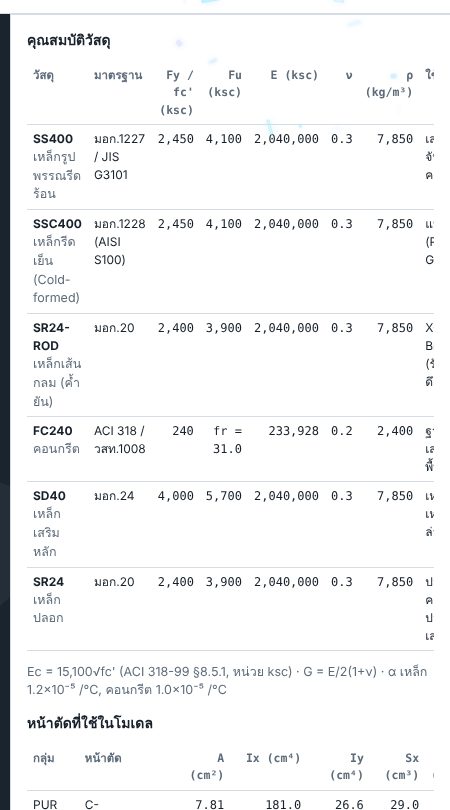 คุณสมบัติวัสดุ
วัสดุ มาตรฐาน Fy / fc' (ksc) Fu (ksc) E (ksc) ν ρ (kg/m³)
SS400 มอก.1227 2,450 4,100 2,040,000 0.3 7,850
เหล็กรูป / JIS
พรรณรีด G3101
ร้อน
SSC400 มอก.1228 2,450 4,100 2,040,000 0.3 7,850
เหล็กรีด (AISI
เย็น S100)
(Cold-
formed)
SR24- มอก.20 2,400 3,900 2,040,000 0.3 7,850
ROD
เหล็กเส้น
กลม (ค้ำ
ยัน)
FC240 ACI 318 / 240 fr = 233,928 0.2 2,400
คอนกรีต วสท.1008 31.0
SD40 มอก.24 4,000 5,700 2,040,000 0.3 7,850
เหล็ก
เสริม
หลัก
SR24 มอก.20 2,400 3,900 2,040,000 0.3 7,850
เหล็ก
ปลอก
Ec = 15,100√fc' (ACI 318-99 §8.5.1, หน่วย ksc) · G = E/2(1+ν) · α เหล็ก
1.2×10⁻⁵ /°C, คอนกรีต 1.0×10⁻⁵ /°C
หน้าตัดที่ใช้ในโมเดล
กลุ่ม หน้าตัด A Ix (cm⁴) Iy Sx
(cm²) (cm⁴) (cm³)
PUR C- 7.81 181.0 26.6 29.0